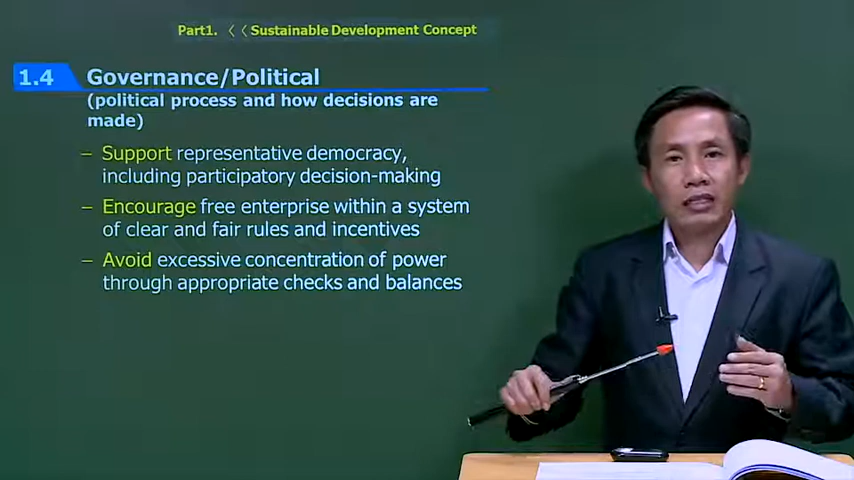 Part1. 〈〈 Sustainable Development Concept
1.4 Governance/Political
(political process and how decisions are
made)
– Support representative democracy,
including participatory decision-making
– Encourage free enterprise within a system
of clear and fair rules and incentives
– Avoid excessive concentration of power
through appropriate checks and balances